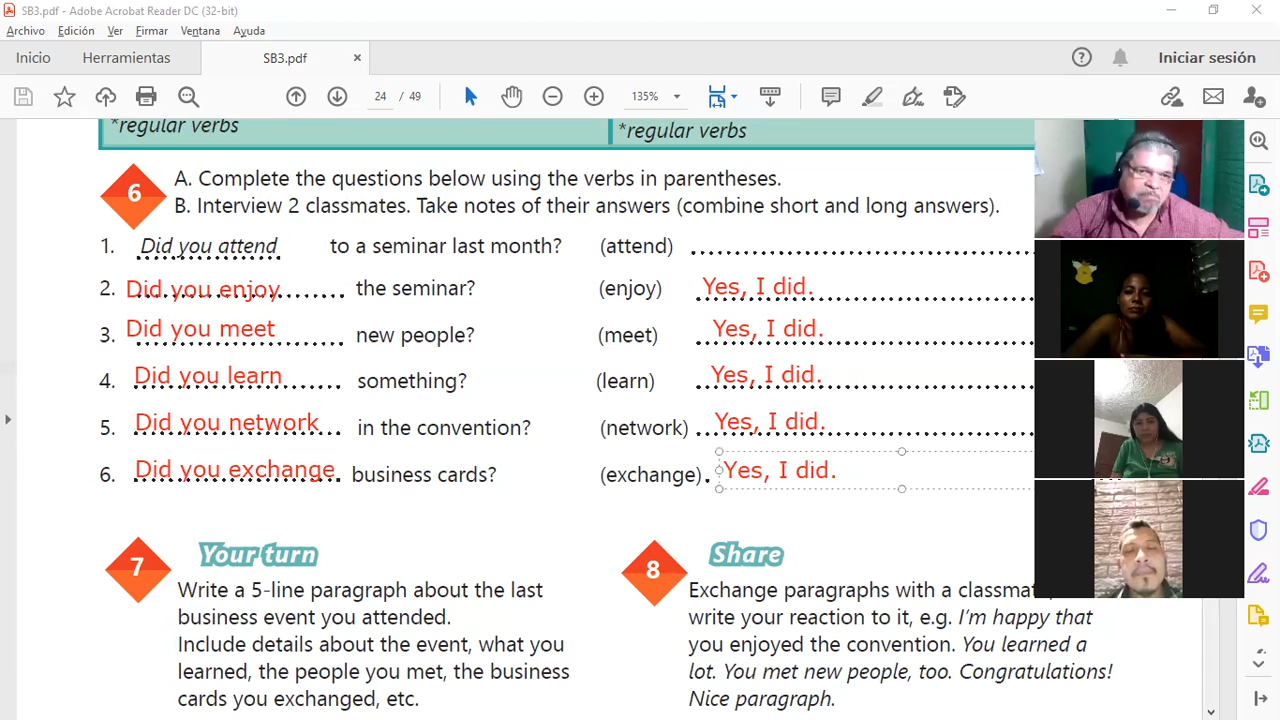 SB3.pdf - Adobe Acrobat Reader DC (32-bit)
Archivo Edición Ver Firmar Ventana Ayuda
Inicio Herramientas SB3.pdf × Iniciar sesión
24 / 49 135%
*regular verbs *regular verbs
6 A. Complete the questions below using the verbs in parentheses.
B. Interview 2 classmates. Take notes of their answers (combine short and long answers).
1. Did you attend to a seminar last month? (attend)
2. Did you enjoy the seminar? (enjoy) Yes, I did.
3. Did you meet new people? (meet) Yes, I did.
4. Did you learn something? (learn) Yes, I did.
5. Did you network in the convention? (network) Yes, I did.
6. Did you exchange business cards? (exchange) Yes, I did.
7 Your turn
Write a 5-line paragraph about the last
business event you attended.
Include details about the event, what you
learned, the people you met, the business
cards you exchanged, etc.
8 Share
Exchange paragraphs with a classmat
write your reaction to it, e.g. I'm happy that
you enjoyed the convention. You learned a
lot. You met new people, too. Congratulations!
Nice paragraph.